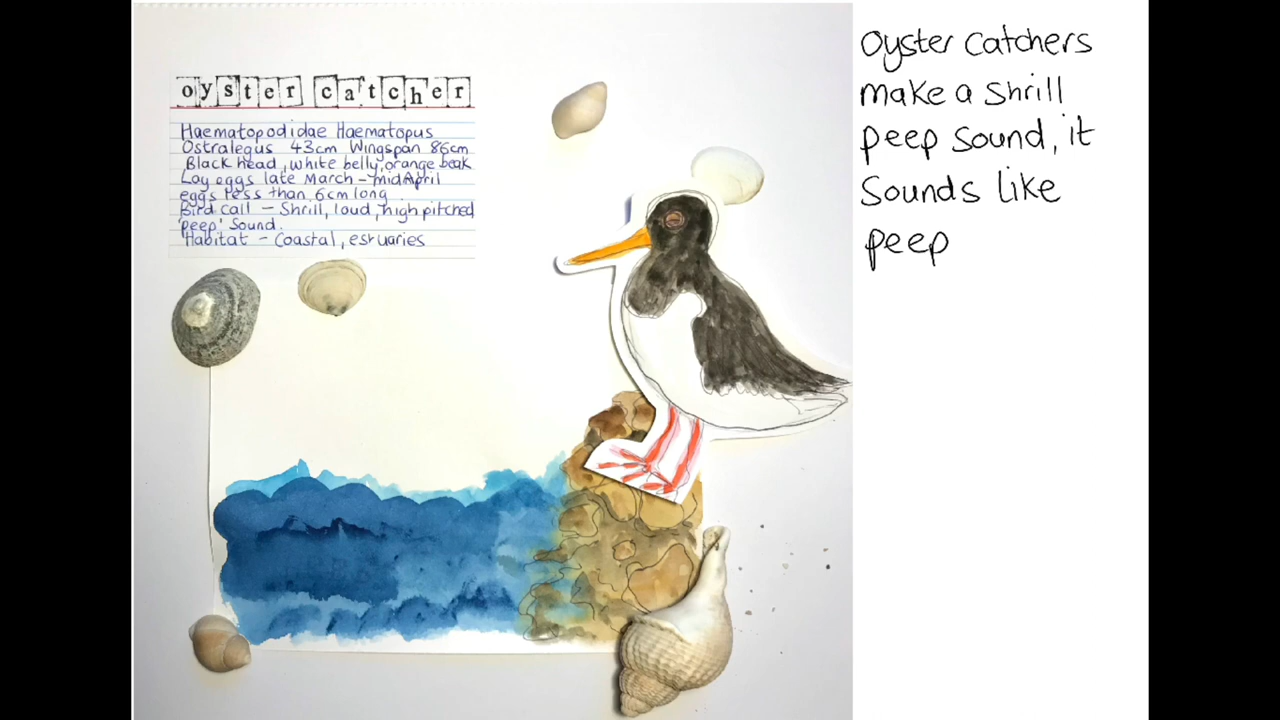 oyster catcher
Haematopodidae Haematopus
Ostralegus 43cm Wingspan 86cm
Black head, white belly, orange beak
Lay eggs late March - mid April
eggs less than 6cm long
Bird call - Shrill, loud, high pitched
'peep' Sound.
Habitat - Coastal, estuaries
Oyster Catchers
make a Shrill
peep Sound, it
Sounds like
peep